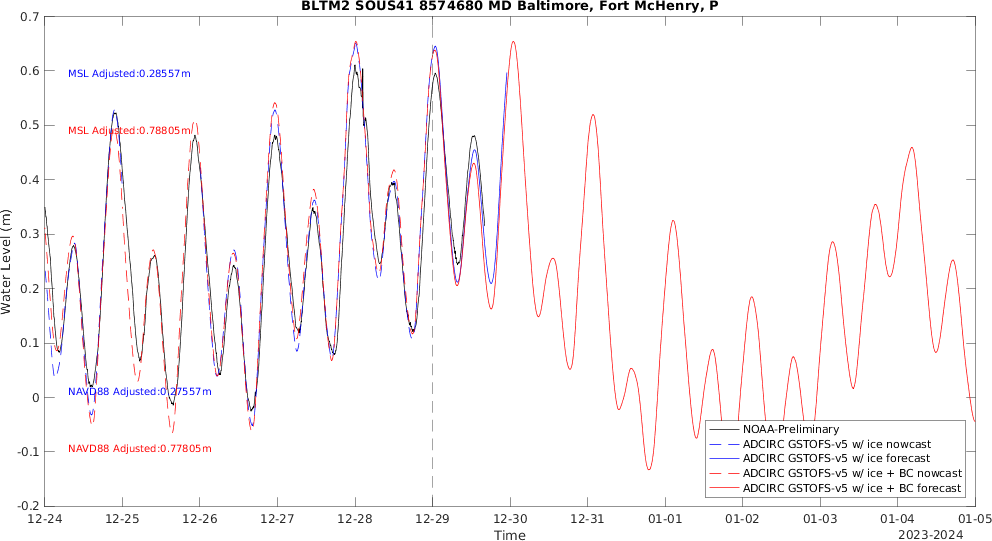 BLTM2 SOUS41 8574680 MD Baltimore, Fort McHenry, P
0.7
0.6
0.5
0.4
0.3
0.2
0.1
0
-0.1
-0.2
Water Level (m)
MSL Adjusted:0.28557m
MSL Adjusted:0.78805m
NAVD88 Adjusted:0.27557m
NAVD88 Adjusted:0.77805m
NOAA-Preliminary
ADCIRC GSTOFS-v5 w/ ice nowcast
ADCIRC GSTOFS-v5 w/ ice forecast
ADCIRC GSTOFS-v5 w/ ice + BC nowcast
ADCIRC GSTOFS-v5 w/ ice + BC forecast
12-24 12-25 12-26 12-27 12-28 12-29 12-30 12-31 01-01 01-02 01-03 01-04 01-05
Time
2023-2024